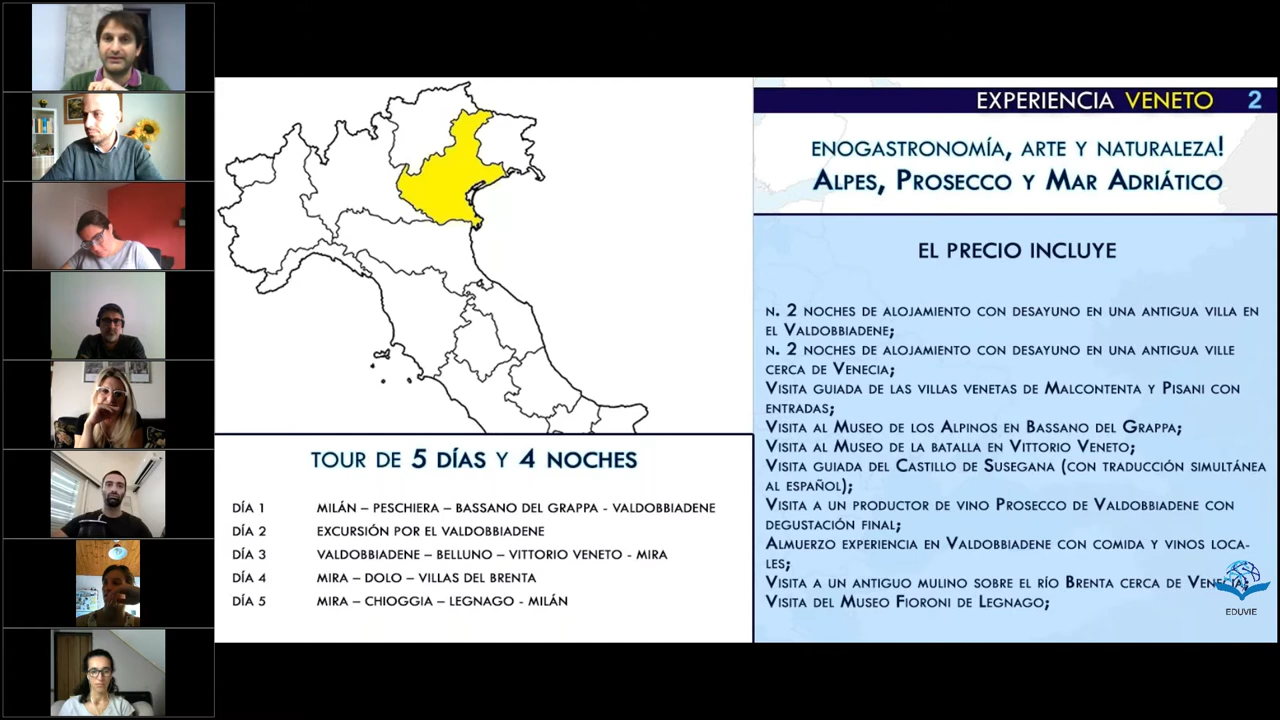 EXPERIENCIA VENETO 2
ENOGASTRONOMÍA, ARTE Y NATURALEZA!
ALPES, PROSECCO Y MAR ADRIÁTICO
EL PRECIO INCLUYE
N. 2 NOCHES DE ALOJAMIENTO CON DESAYUNO EN UNA ANTIGUA VILLA EN
EL VALDOBBIADENE;
N. 2 NOCHES DE ALOJAMIENTO CON DESAYUNO EN UNA ANTIGUA VILLE
CERCA DE VENECIA;
VISITA GUIADA DE LAS VILLAS VENETAS DE MALCONTENTA Y PISANI CON
ENTRADAS;
VISITA AL MUSEO DE LOS ALPINOS EN BASSANO DEL GRAPPA;
VISITA AL MUSEO DE LA BATALLA EN VITTORIO VENETO;
VISITA GUIADA DEL CASTILLO DE SUSEGANA (CON TRADUCCIÓN SIMULTÁNEA
AL ESPAÑOL);
VISITA A UN PRODUCTOR DE VINO PROSECCO DE VALDOBBIADENE CON
DEGUSTACIÓN FINAL;
ALMUERZO EXPERIENCIA EN VALDOBBIADENE CON COMIDA Y VINOS LOCA-
LES;
VISITA A UN ANTIGUO MULINO SOBRE EL RÍO BRENTA CERCA DE VENECIA;
VISITA DEL MUSEO FIORONI DE LEGNAGO;
EDUVIE
TOUR DE 5 DÍAS Y 4 NOCHES
DÍA 1 MILÁN – PESCHIERA – BASSANO DEL GRAPPA - VALDOBBIADENE
DÍA 2 EXCURSIÓN POR EL VALDOBBIADENE
DÍA 3 VALDOBBIADENE – BELLUNO – VITTORIO VENETO - MIRA
DÍA 4 MIRA – DOLO – VILLAS DEL BRENTA
DÍA 5 MIRA – CHIOGGIA – LEGNAGO - MILÁN